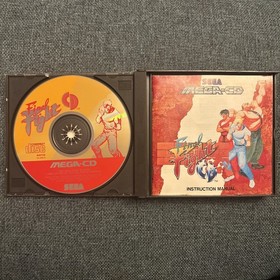 Final
Fight
CD
MEGA-CD
SEGA
SEGA
MEGA-CD
Final
Fight
CD
INSTRUCTION MANUAL